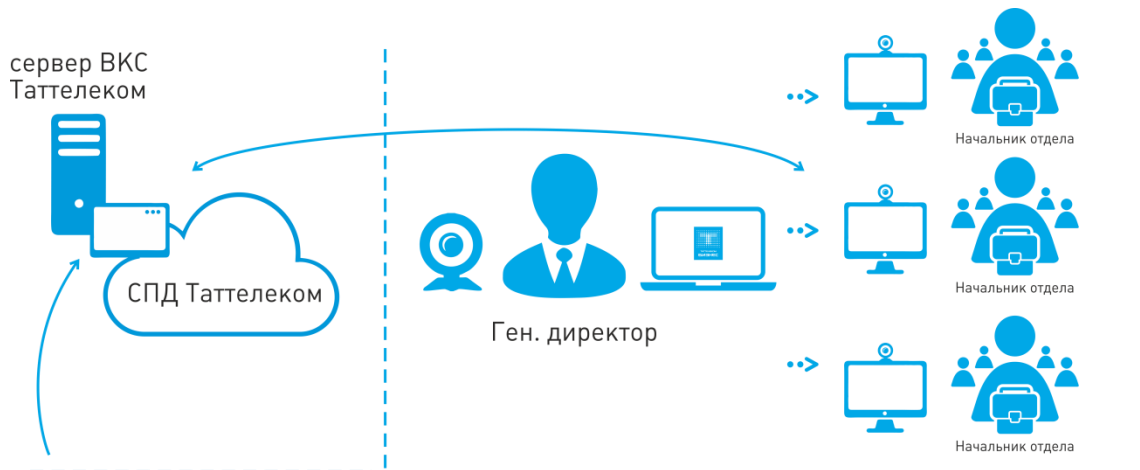 сервер ВКС
Таттелеком
СПД Таттелеком
Ген. директор
Начальник отдела
Начальник отдела
Начальник отдела